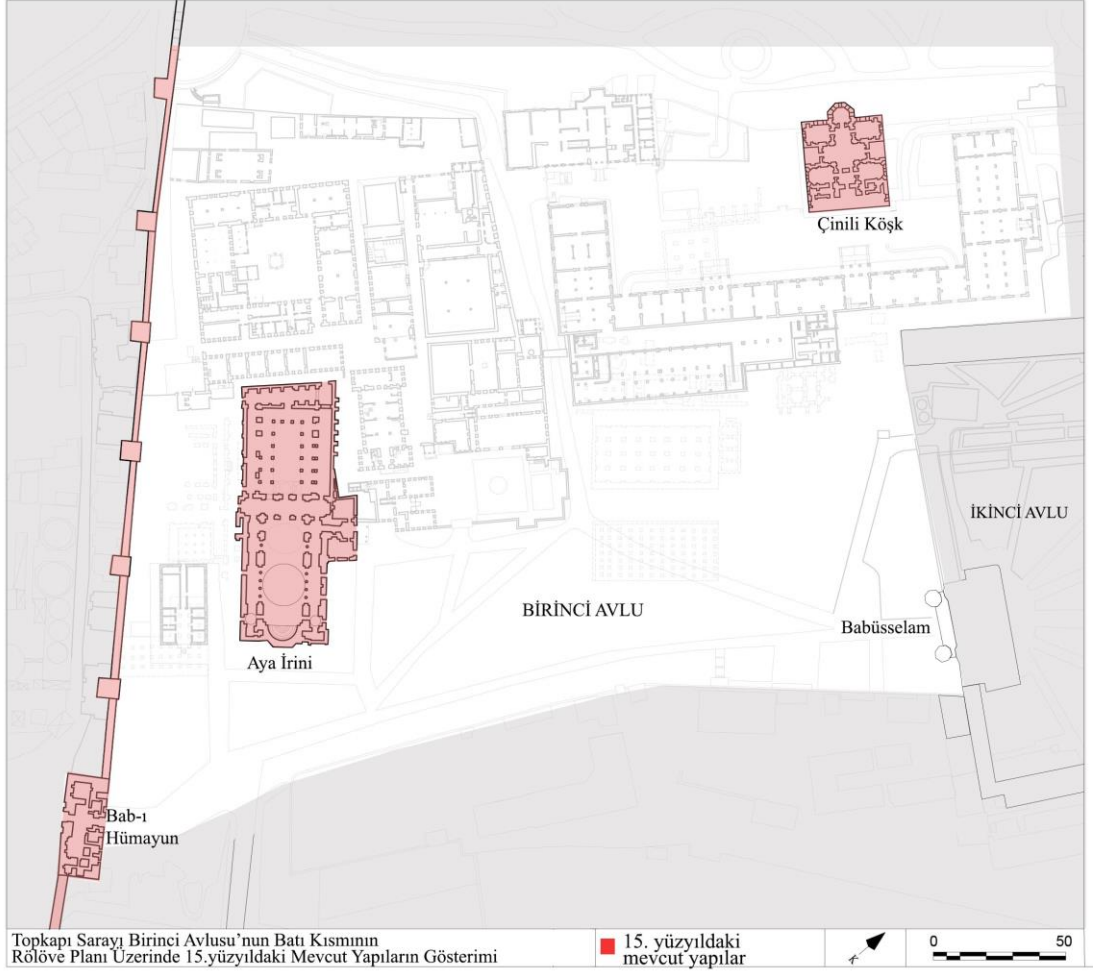 Çinili Köşk
İKİNCİ AVLU
BİRİNCİ AVLU
Babüsselam
Aya İrini
Bab-ı
Hümayun
Topkapı Sarayı Birinci Avlusu’nun Batı Kısmının
Rölöve Planı Üzerinde 15.yüzyıldaki Mevcut Yapıların Gösterimi
15. yüzyıldaki
mevcut yapılar
K
0 50